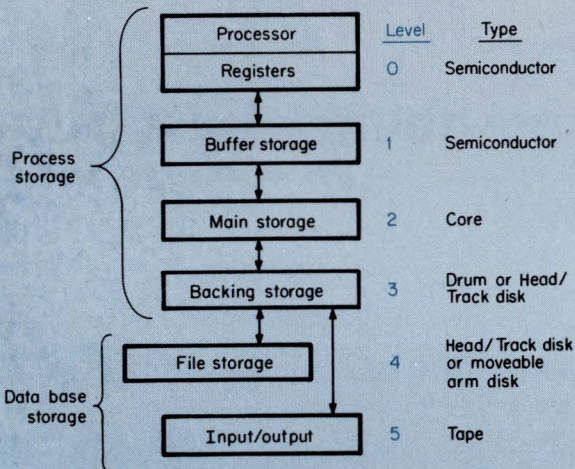 Level Type
Processor
Registers 0 Semiconductor
Buffer storage 1 Semiconductor
Process
storage
Main storage 2 Core
Backing storage 3 Drum or Head/
Track disk
File storage 4 Head/Track disk
or moveable
arm disk
Data base
storage
Input/output 5 Tape